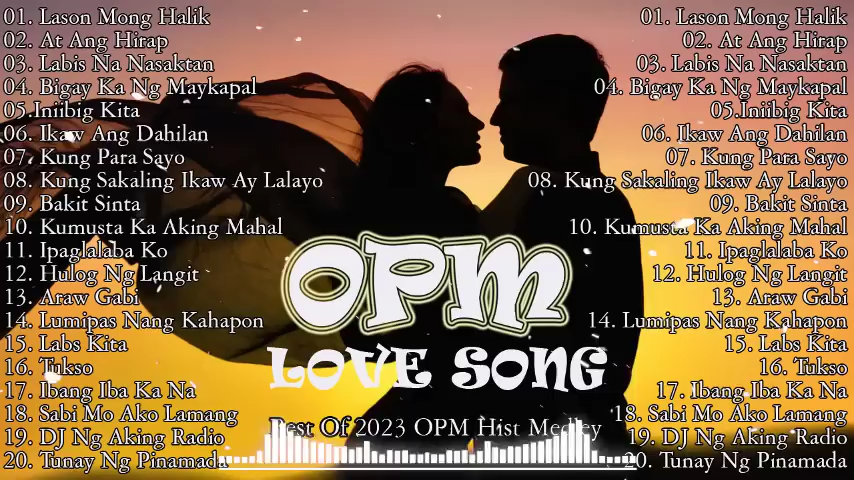 01. Lason Mong Halik
02. At Ang Hirap
03. Labis Na Nasaktan
04. Bigay Ka Ng Maykapal
05.Iniibig Kita
06. Ikaw Ang Dahilan
07. Kung Para Sayo
08. Kung Sakaling Ikaw Ay Lalayo
09. Bakit Sinta
10. Kumusta Ka Aking Mahal
11. Ipaglalaba Ko
12. Hulog Ng Langit
13. Araw Gabi
14. Lumipas Nang Kahapon
15. Labs Kita
16. Tukso
17. Ibang Iba Ka Na
18. Sabi Mo Ako Lamang
19. DJ Ng Aking Radio
20. Tunay Ng Pinamada
OPM
LOVE SONG
Best Of 2023 OPM Hist Medley
01. Lason Mong Halik
02. At Ang Hirap
03. Labis Na Nasaktan
04. Bigay Ka Ng Maykapal
05.Iniibig Kita
06. Ikaw Ang Dahilan
07. Kung Para Sayo
08. Kung Sakaling Ikaw Ay Lalayo
09. Bakit Sinta
10. Kumusta Ka Aking Mahal
11. Ipaglalaba Ko
12. Hulog Ng Langit
13. Araw Gabi
14. Lumipas Nang Kahapon
15. Labs Kita
16. Tukso
17. Ibang Iba Ka Na
18. Sabi Mo Ako Lamang
19. DJ Ng Aking Radio
20. Tunay Ng Pinamada